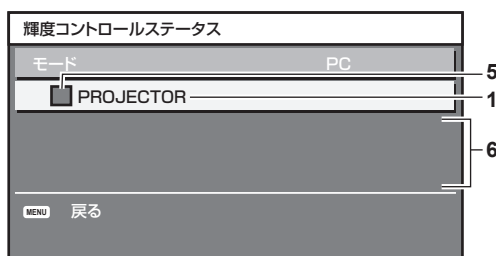 輝度コントロールステータス
モード PC
5
PROJECTOR 1
6
MENU 戻る